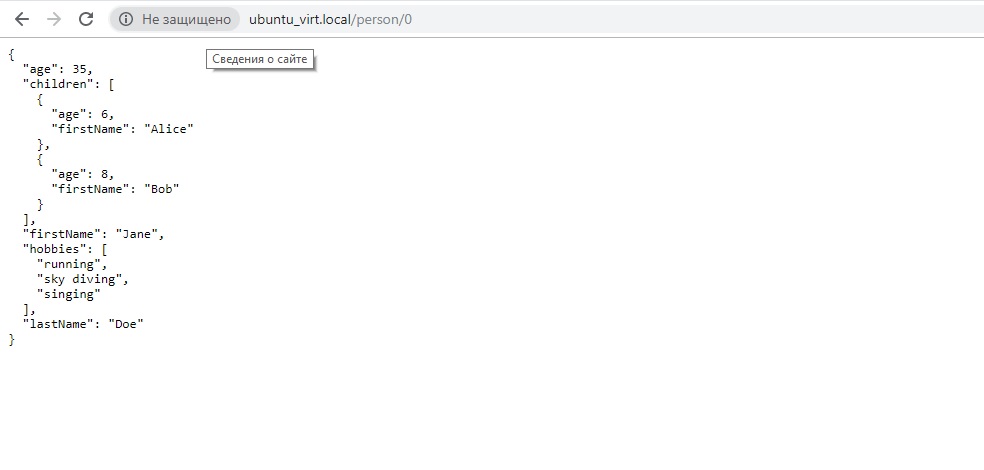 Не защищено ubuntu_virt.local/person/0
Сведения о сайте
{
  "age": 35,
  "children": [
    {
      "age": 6,
      "firstName": "Alice"
    },
    {
      "age": 8,
      "firstName": "Bob"
    }
  ],
  "firstName": "Jane",
  "hobbies": [
    "running",
    "sky diving",
    "singing"
  ],
  "lastName": "Doe"
}